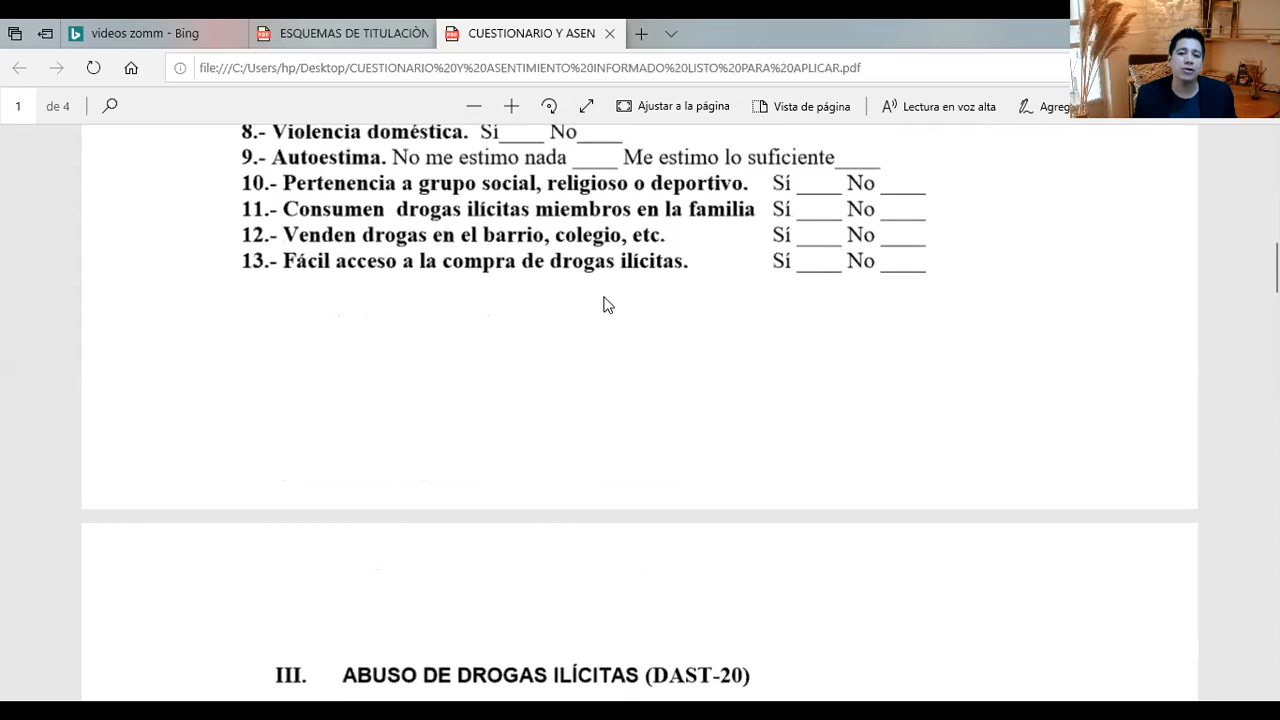 videos zomm - Bing
ESQUEMAS DE TITULACIÒN
CUESTIONARIO Y ASEN
file:///C:/Users/hp/Desktop/CUESTIONARIO%20Y%20ASENTIMIENTO%20INFORMADO%20LISTO%20PARA%20APLICAR.pdf
1 de 4
Ajustar a la página
Vista de página
Lectura en voz alta
Agreg
8.- Violencia doméstica. Sí____ No____
9.- Autoestima. No me estimo nada ____ Me estimo lo suficiente____
10.- Pertenencia a grupo social, religioso o deportivo. Sí ____ No ____
11.- Consumen drogas ilícitas miembros en la familia Sí ____ No ____
12.- Venden drogas en el barrio, colegio, etc. Sí ____ No ____
13.- Fácil acceso a la compra de drogas ilícitas. Sí ____ No ____
III. ABUSO DE DROGAS ILÍCITAS (DAST-20)